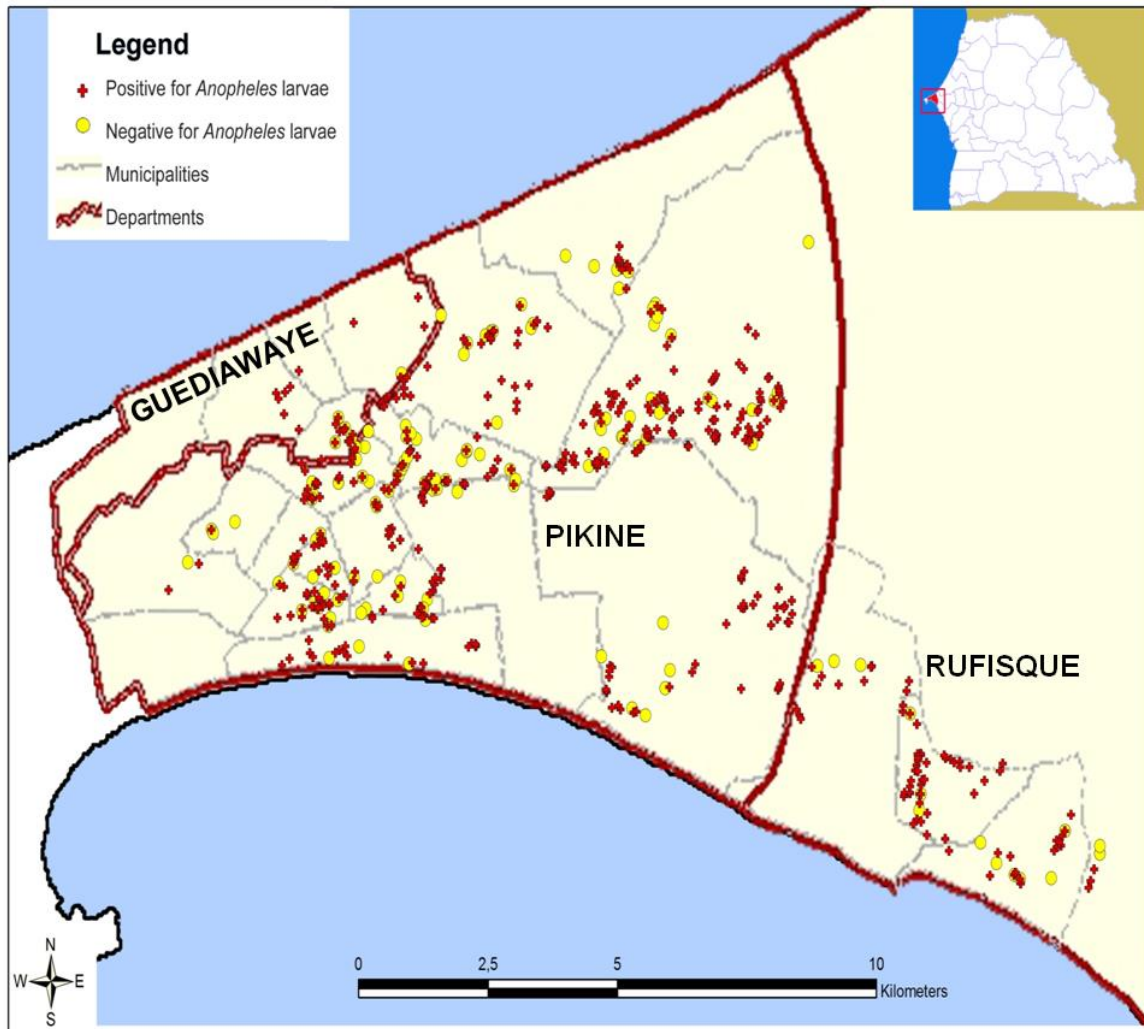 Legend
Positive for Anopheles larvae
Negative for Anopheles larvae
Municipalities
Departments
GUEDIAWAYE
PIKINE
RUFISQUE
N
W E
S
0 2,5 5 10
Kilometers